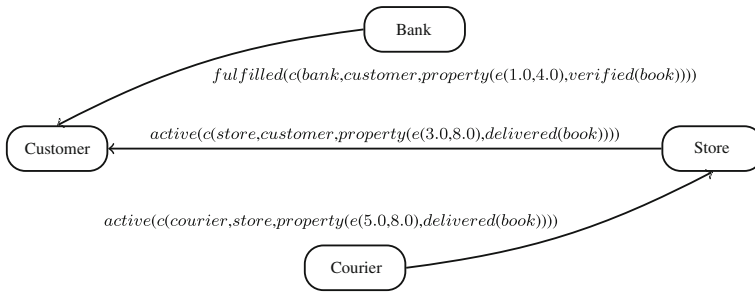 Bank
fulfilled(c(bank,customer,property(e(1.0,4.0),verified(book))))
active(c(store,customer,property(e(3.0,8.0),delivered(book))))
Customer
Store
active(c(courier,store,property(e(5.0,8.0),delivered(book))))
Courier